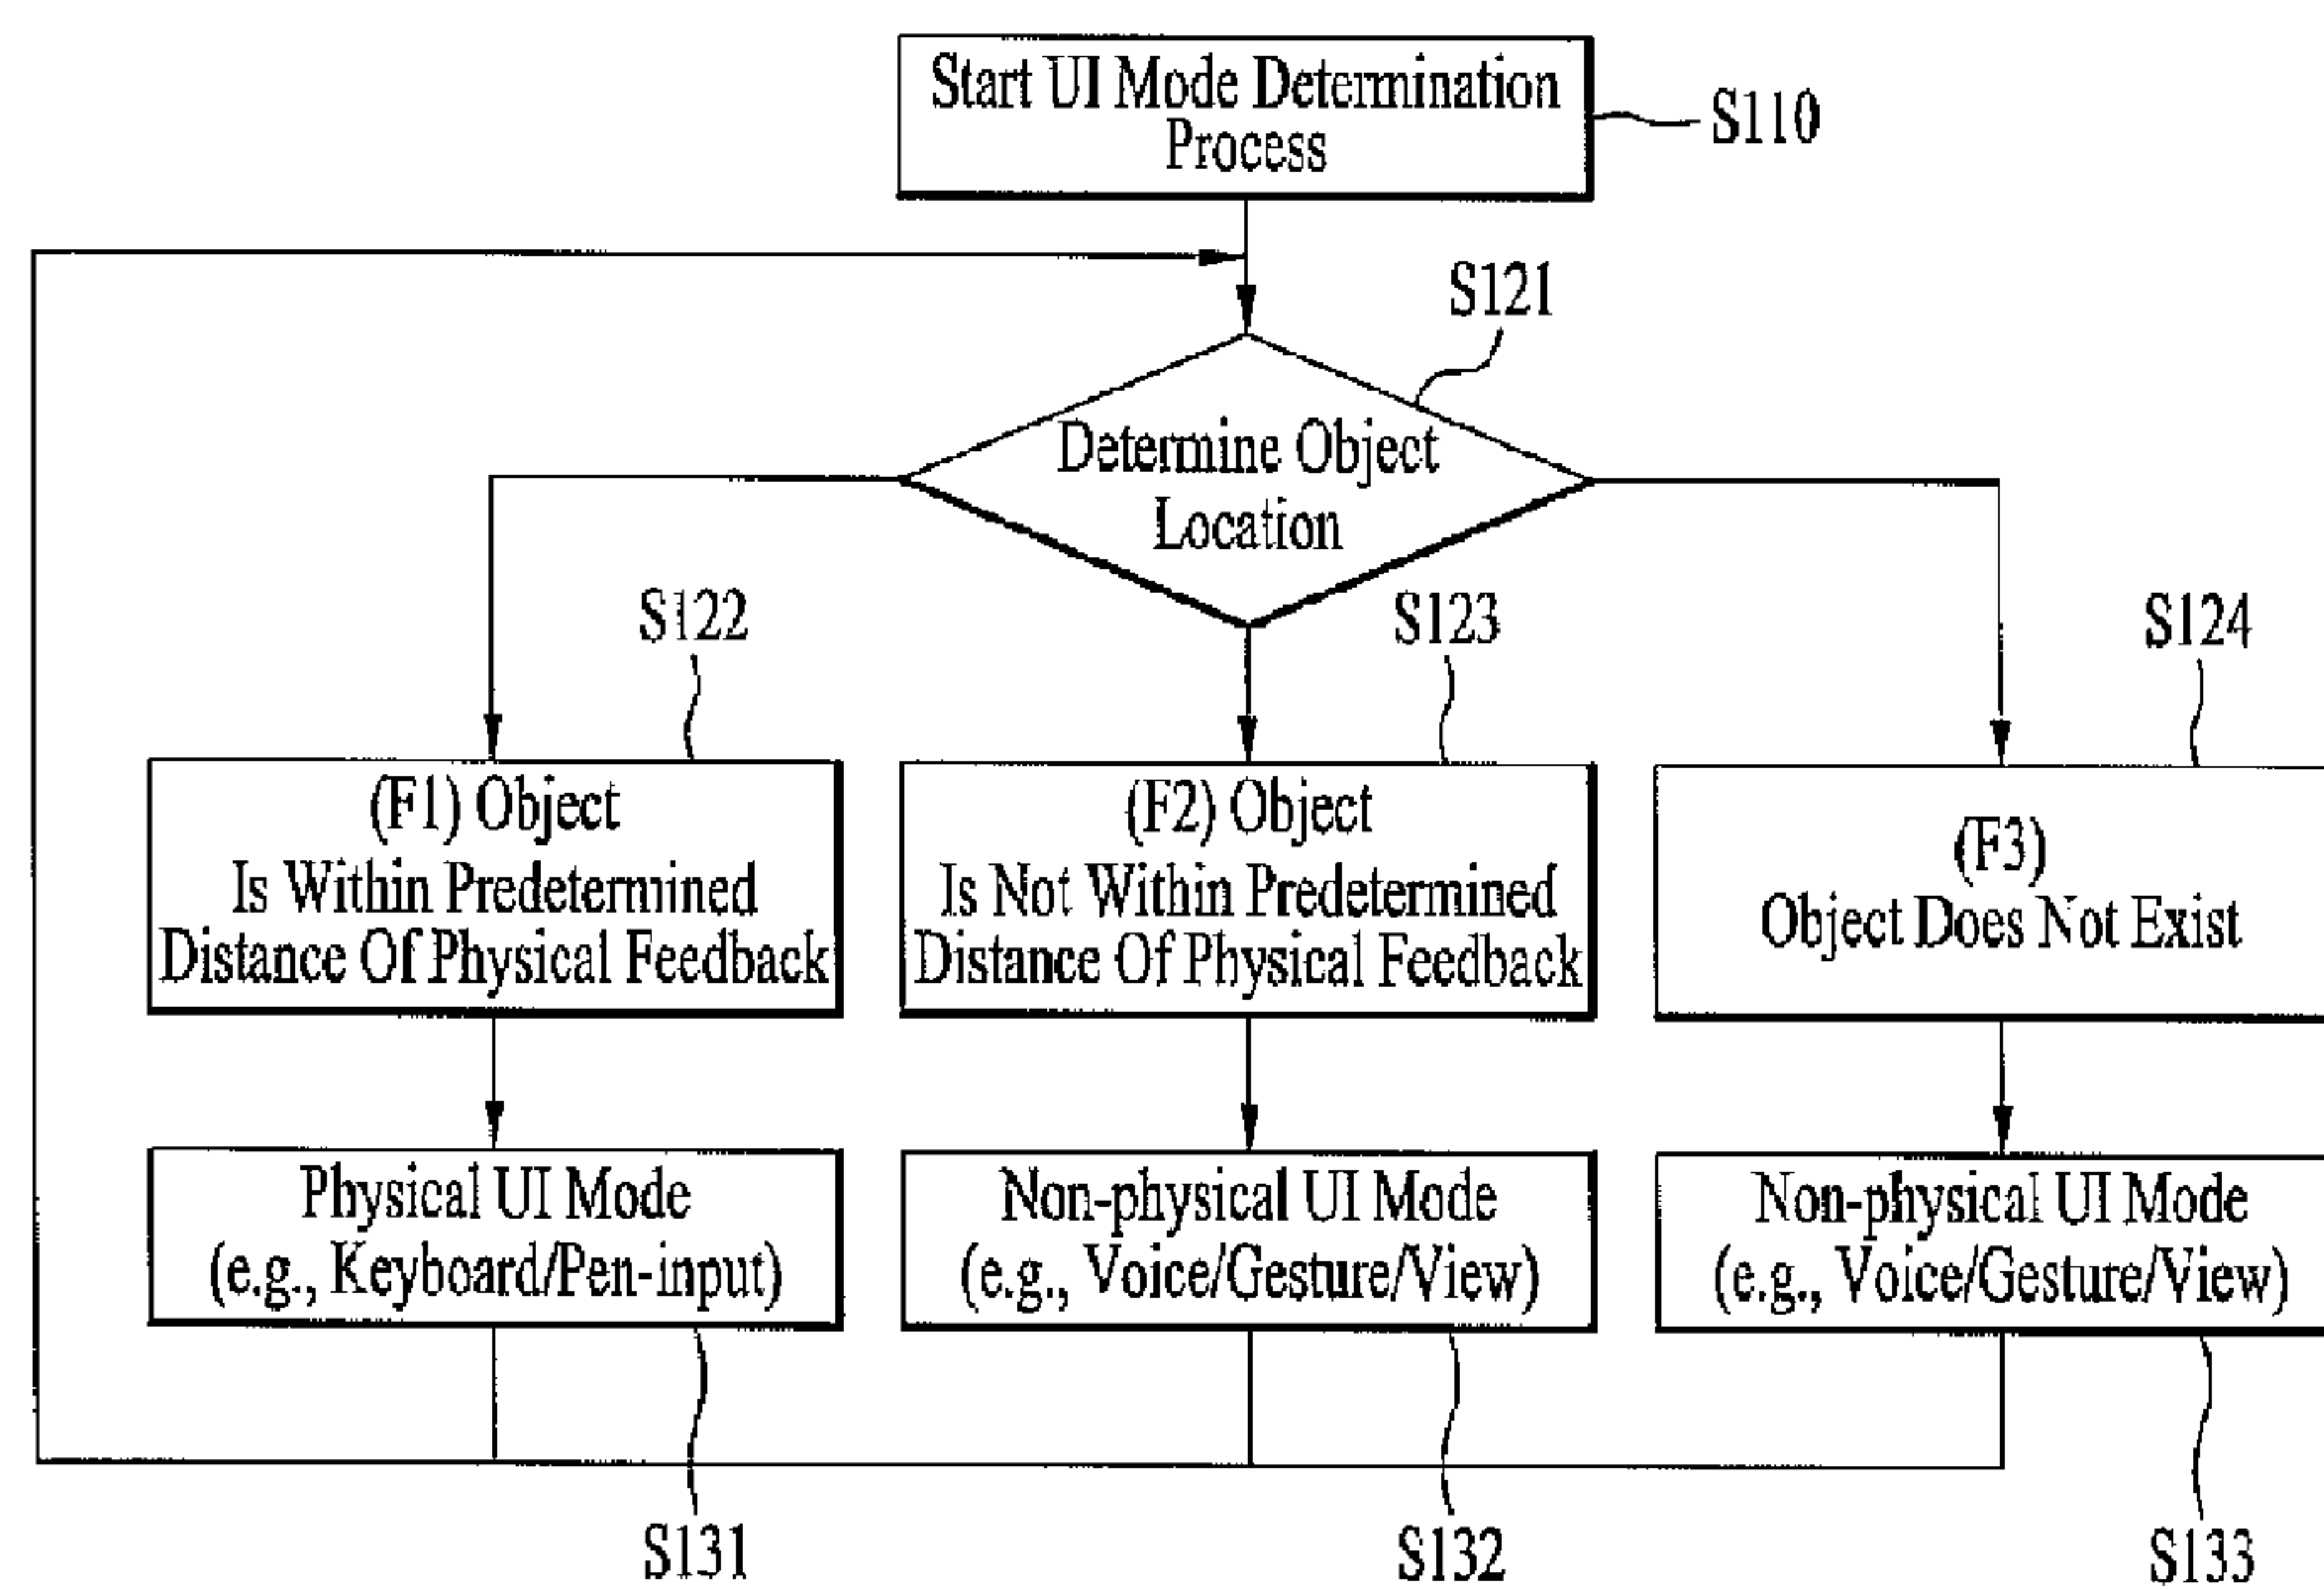 Start UI Mode Determination
Process
S110
S121
Determine Object
Location
S122
S123
S124
(F1) Object
Is Within Predetermined
Distance Of Physical Feedback
(F2) Object
Is Not Within Predetermined
Distance Of Physical Feedback
(F3)
Object Does Not Exist
Physical UI Mode
(e.g., Keyboard/Pen-input)
Non-physical UI Mode
(e.g., Voice/Gesture/View)
Non-physical UI Mode
(e.g., Voice/Gesture/View)
S131
S132
S133